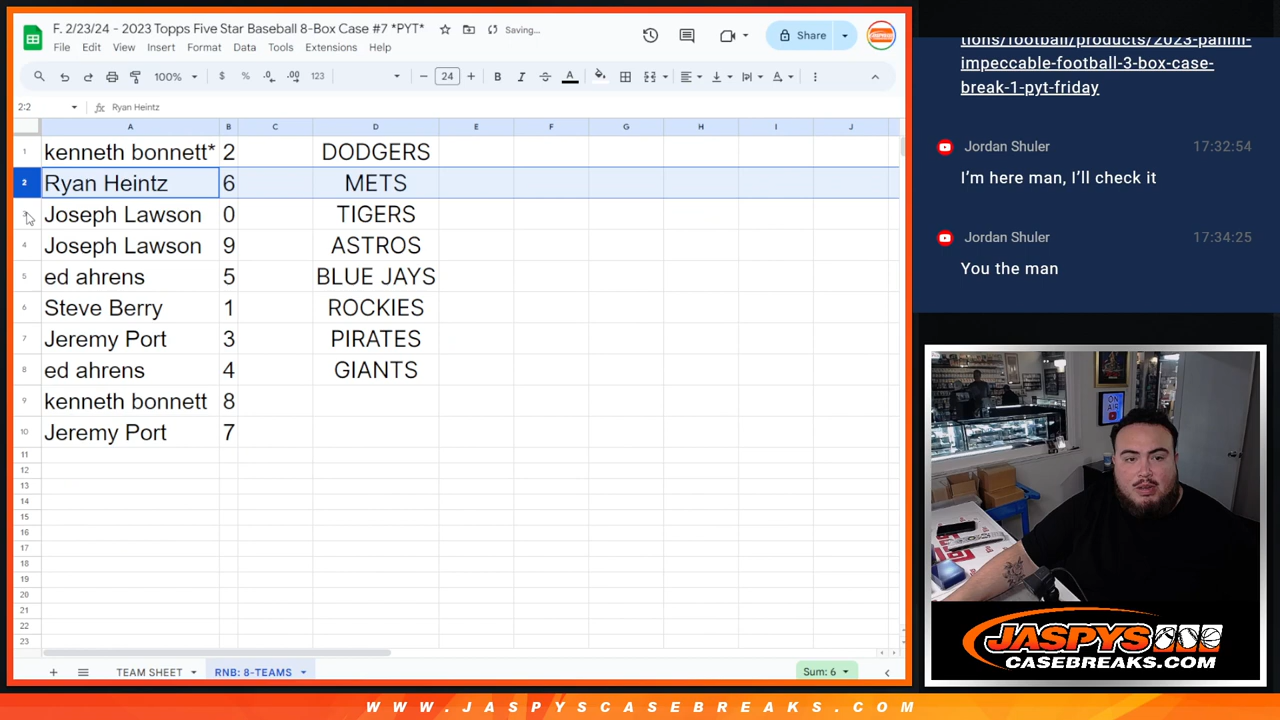 F. 2/23/24 - 2023 Topps Five Star Baseball 8-Box Case #7 *PYT*
Saving...
File Edit View Insert Format Data Tools Extensions Help
Share
100% $ % .0 .00 123 24 B I A
2:2 fx Ryan Heintz
A B C D E F G H I J
1 kenneth bonnett* 2 DODGERS
2 Ryan Heintz 6 METS
3 Joseph Lawson 0 TIGERS
4 Joseph Lawson 9 ASTROS
5 ed ahrens 5 BLUE JAYS
6 Steve Berry 1 ROCKIES
7 Jeremy Port 3 PIRATES
8 ed ahrens 4 GIANTS
9 kenneth bonnett 8
10 Jeremy Port 7
11
12
13
14
15
16
17
18
19
20
21
22
23
TEAM SHEET
RNB: 8-TEAMS
Sum: 6
tions/football/products/2023-panini-
impeccable-football-3-box-case-
break-1-pyt-friday
Jordan Shuler 17:32:54
I'm here man, I'll check it
Jordan Shuler 17:34:25
You the man
ON AIR
JASPYS
CASEBREAKS.COM
WWW.JASPYSCASEBREAKS.COM